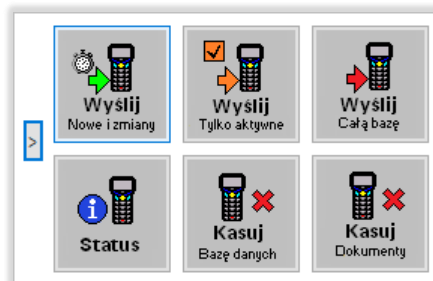 Wyślij
Nowe i zmiany
Wyślij
Tylko aktywne
Wyślij
Całą bazę
>
Status
Kasuj
Bazę danych
Kasuj
Dokumenty